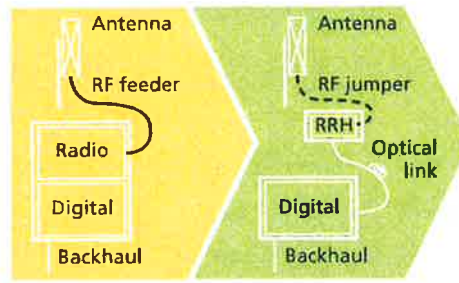 Antenna
RF feeder
Radio
Digital
Backhaul
Antenna
RF jumper
RRH
Optical
link
Digital
Backhaul